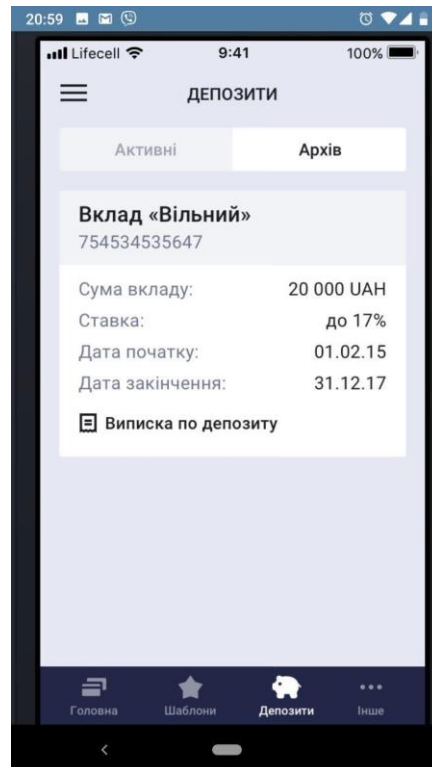 20:59
Lifecell 9:41 100%
ДЕПОЗИТИ
Активні Архів
Вклад «Вільний»
754534535647
Сума вкладу: 20 000 UAH
Ставка: до 17%
Дата початку: 01.02.15
Дата закінчення: 31.12.17
Виписка по депозиту
Головна Шаблони Депозити Інше